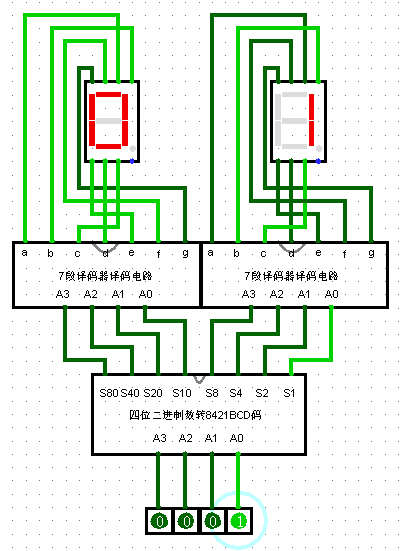 a b c d e f g a b c d e f g
7段译码器译码电路 7段译码器译码电路
A3 A2 A1 A0 A3 A2 A1 A0
S80 S40 S20 S10 S8 S4 S2 S1
四位二进制数转8421BCD码
A3 A2 A1 A0
0 0 0 1